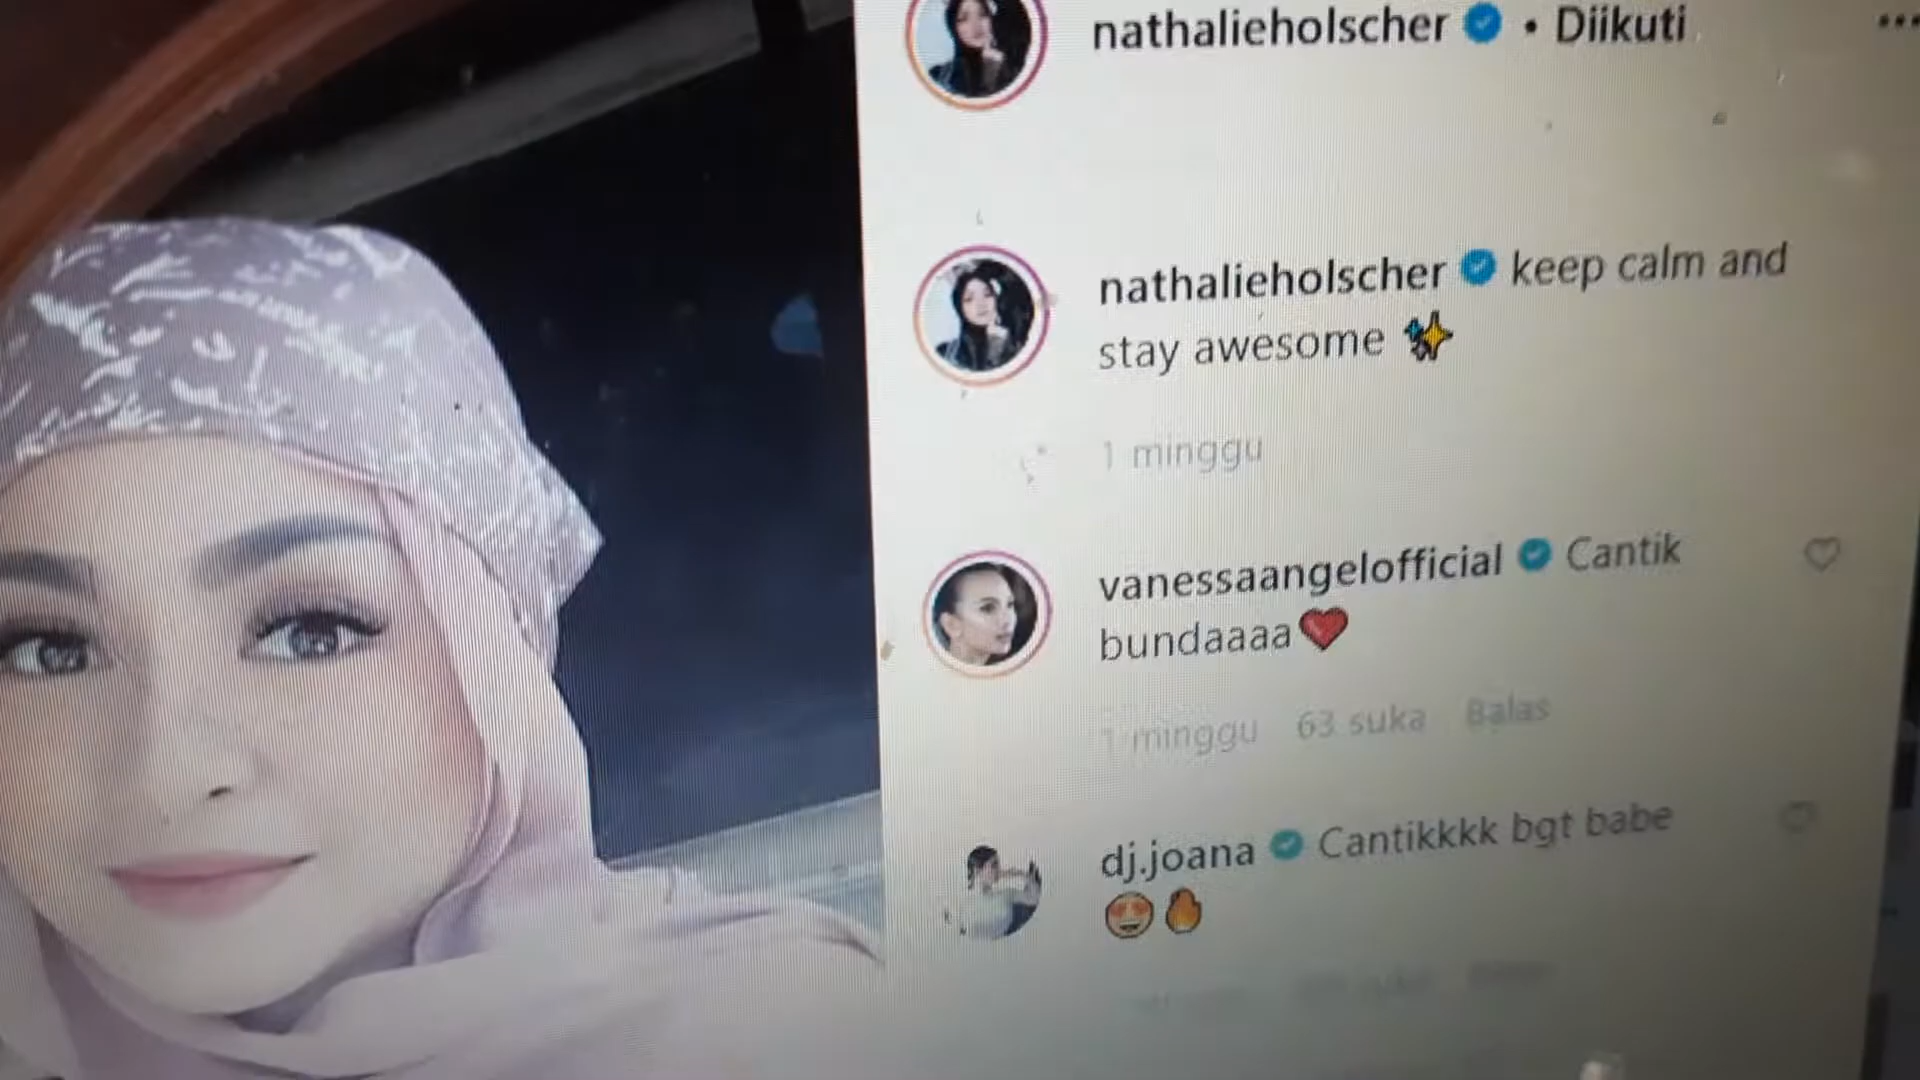 nathalieholscher • Diikuti
nathalieholscher keep calm and
stay awesome ✨
1 minggu
vanessaangelofficial Cantik
bundaaaa❤️
1 minggu 63 suka Balas
dj.joana Cantikkkk bgt babe
😍🔥